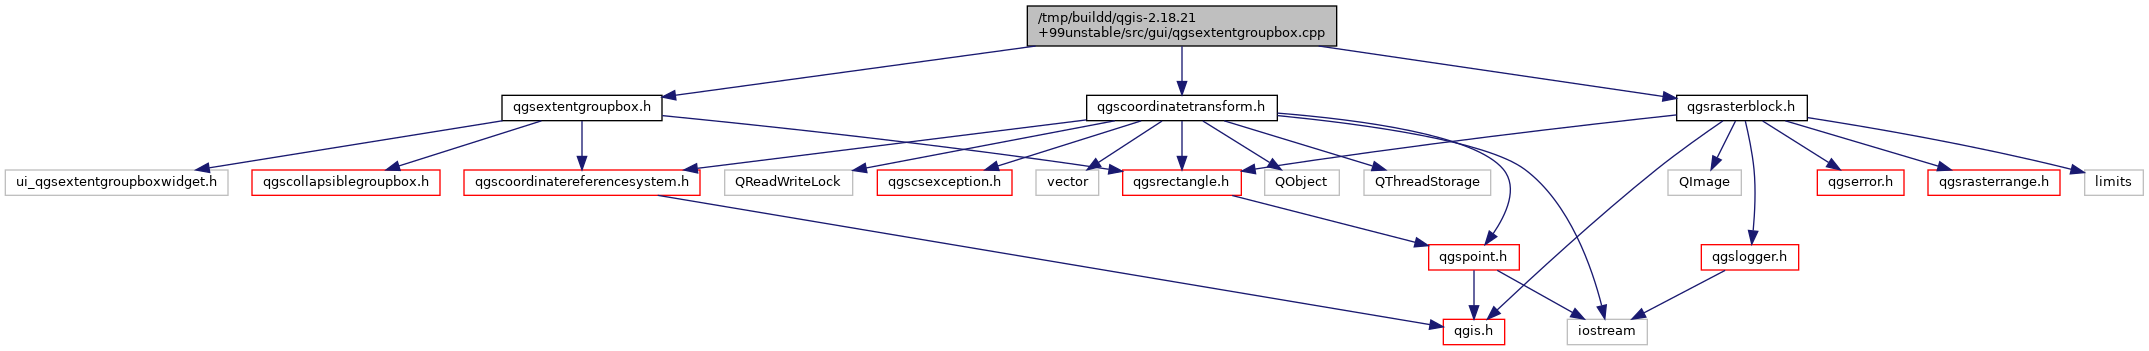 /tmp/buildd/qgis-2.18.21
+99unstable/src/gui/qgsextentgroupbox.cpp
qgsextentgroupbox.h
qgscoordinatetransform.h
qgsrasterblock.h
ui_qgsextentgroupboxwidget.h
qgscollapsiblegroupbox.h
qgscoordinatereferencesystem.h
QReadWriteLock
qgscsexception.h
vector
qgsrectangle.h
QObject
QThreadStorage
QImage
qgserror.h
qgsrasterrange.h
limits
qgspoint.h
qgslogger.h
qgis.h
iostream